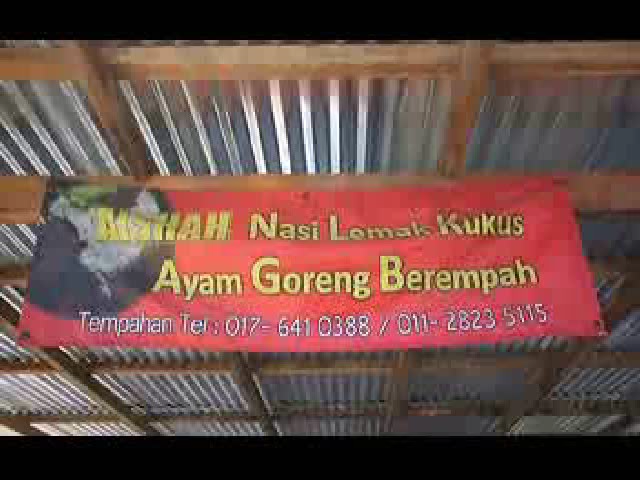 Nasi Lemak Kukus
Ayam Goreng Berempah
Tempahan Tel : 017- 641 0388 / 011- 2823 5115